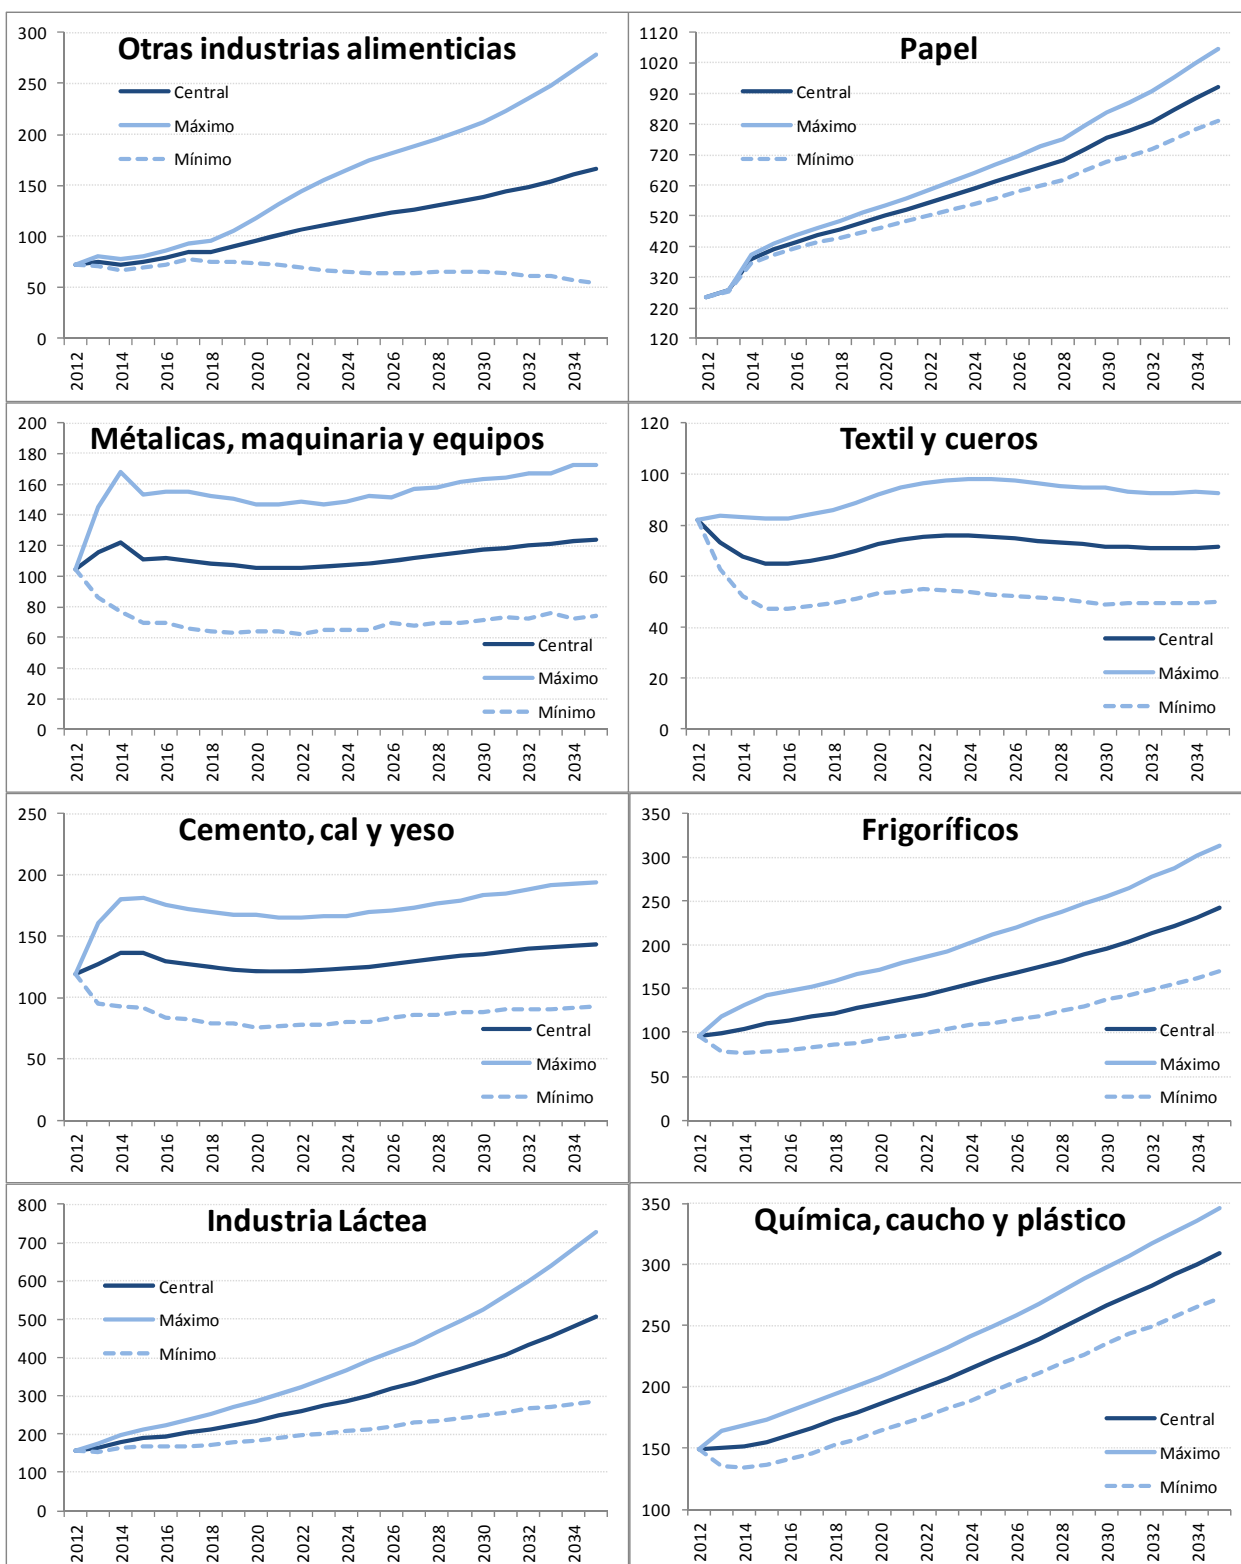 Otras industrias alimenticias
300
250
200
150
100
50
0
Central
Máximo
Mínimo
2012 2014 2016 2018 2020 2022 2024 2026 2028 2030 2032 2034
Papel
1120
1020
920
820
720
620
520
420
320
220
120
Central
Máximo
Mínimo
2012 2014 2016 2018 2020 2022 2024 2026 2028 2030 2032 2034
Métalicas, maquinaria y equipos
200
180
160
140
120
100
80
60
40
20
0
Central
Máximo
Mínimo
2012 2014 2016 2018 2020 2022 2024 2026 2028 2030 2032 2034
Textil y cueros
120
100
80
60
40
20
0
Central
Máximo
Mínimo
2012 2014 2016 2018 2020 2022 2024 2026 2028 2030 2032 2034
Cemento, cal y yeso
250
200
150
100
50
0
Central
Máximo
Mínimo
2012 2014 2016 2018 2020 2022 2024 2026 2028 2030 2032 2034
Frigoríficos
350
300
250
200
150
100
50
0
Central
Máximo
Mínimo
2012 2014 2016 2018 2020 2022 2024 2026 2028 2030 2032 2034
Industria Láctea
800
700
600
500
400
300
200
100
0
Central
Máximo
Mínimo
2012 2014 2016 2018 2020 2022 2024 2026 2028 2030 2032 2034
Química, caucho y plástico
350
300
250
200
150
100
Central
Máximo
Mínimo
2012 2014 2016 2018 2020 2022 2024 2026 2028 2030 2032 2034